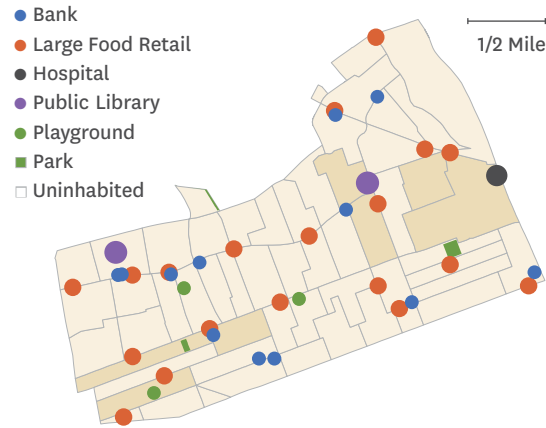 Bank
Large Food Retail
Hospital
Public Library
Playground
Park
Uninhabited
1/2 Mile